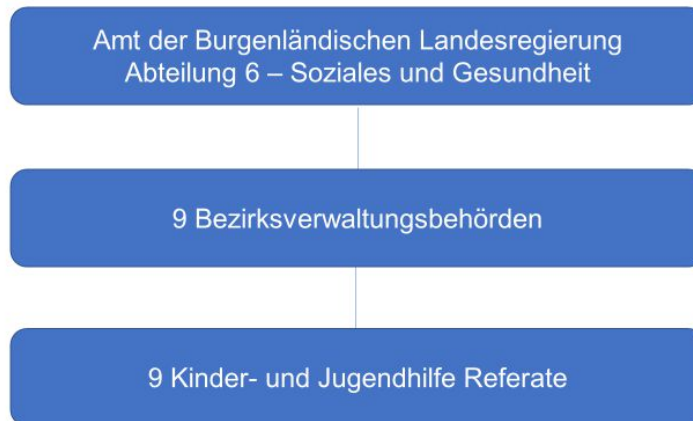 Amt der Burgenländischen Landesregierung
Abteilung 6 – Soziales und Gesundheit
9 Bezirksverwaltungsbehörden
9 Kinder- und Jugendhilfe Referate